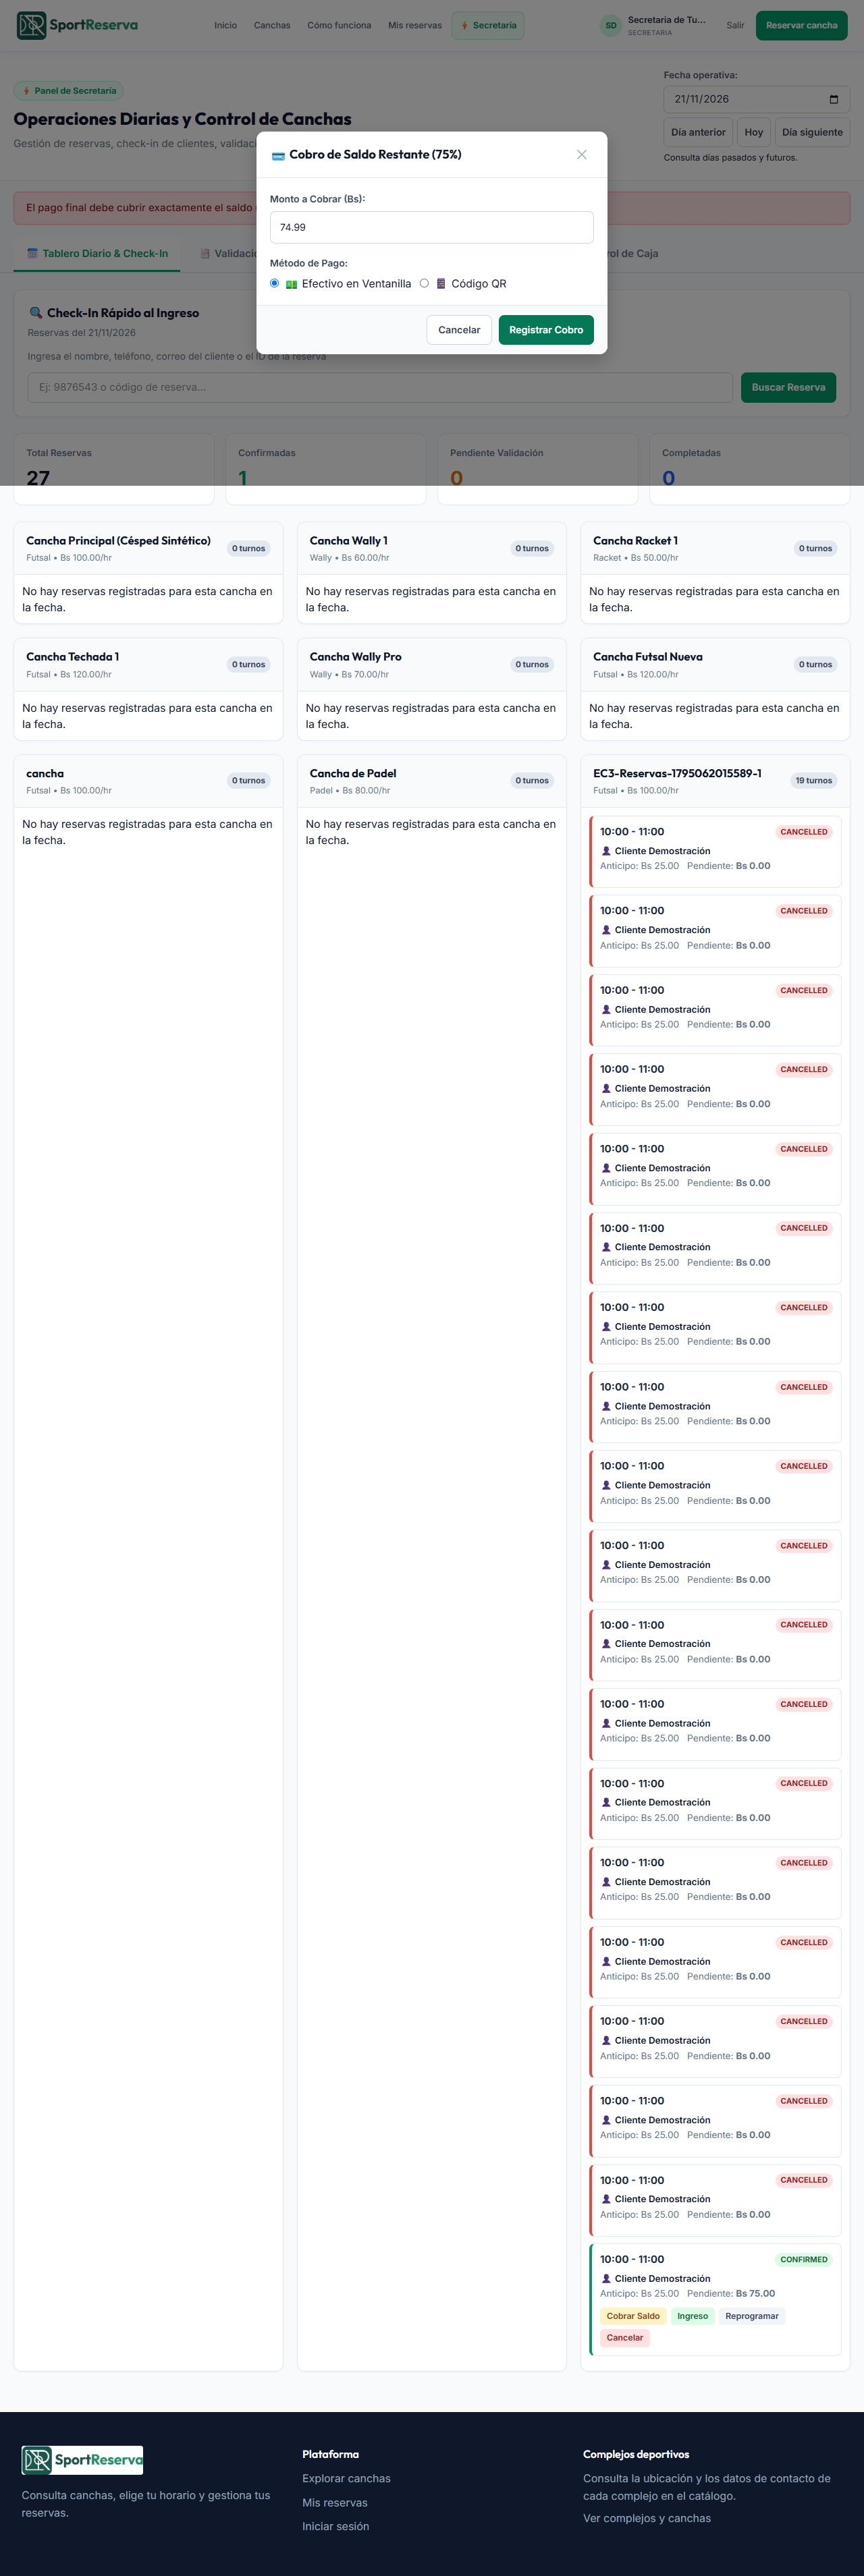 SportReserva
Inicio
Canchas
Cómo funciona
Mis reservas
Secretaría
SD
Secretaria de Tu...
SECRETARIA
Salir
Reservar cancha
Panel de Secretaría
Operaciones Diarias y Control de Canchas
Gestión de reservas, check-in de clientes, validaci
Fecha operativa:
21/11/2026
Día anterior
Hoy
Día siguiente
Consulta días pasados y futuros.
El pago final debe cubrir exactamente el saldo
Tablero Diario & Check-In
Validació
rol de Caja
Cobro de Saldo Restante (75%)
Monto a Cobrar (Bs):
74.99
Método de Pago:
Efectivo en Ventanilla
Código QR
Cancelar
Registrar Cobro
Check-In Rápido al Ingreso
Reservas del 21/11/2026
Ingresa el nombre, teléfono, correo del cliente o el ID de la reserva
Ej: 9876543 o código de reserva...
Buscar Reserva
Total Reservas
27
Confirmadas
1
Pendiente Validación
0
Completadas
0
Cancha Principal (Césped Sintético)
Futsal • Bs 100.00/hr
0 turnos
No hay reservas registradas para esta cancha en
la fecha.
Cancha Wally 1
Wally • Bs 60.00/hr
0 turnos
No hay reservas registradas para esta cancha en
la fecha.
Cancha Racket 1
Racket • Bs 50.00/hr
0 turnos
No hay reservas registradas para esta cancha en
la fecha.
Cancha Techada 1
Futsal • Bs 120.00/hr
0 turnos
No hay reservas registradas para esta cancha en
la fecha.
Cancha Wally Pro
Wally • Bs 70.00/hr
0 turnos
No hay reservas registradas para esta cancha en
la fecha.
Cancha Futsal Nueva
Futsal • Bs 120.00/hr
0 turnos
No hay reservas registradas para esta cancha en
la fecha.
cancha
Futsal • Bs 100.00/hr
0 turnos
No hay reservas registradas para esta cancha en
la fecha.
Cancha de Padel
Padel • Bs 80.00/hr
0 turnos
No hay reservas registradas para esta cancha en
la fecha.
EC3-Reservas-1795062015589-1
Futsal • Bs 100.00/hr
19 turnos
10:00 - 11:00 CANCELLED
Cliente Demostración
Anticipo: Bs 25.00 Pendiente: Bs 0.00
10:00 - 11:00 CANCELLED
Cliente Demostración
Anticipo: Bs 25.00 Pendiente: Bs 0.00
10:00 - 11:00 CANCELLED
Cliente Demostración
Anticipo: Bs 25.00 Pendiente: Bs 0.00
10:00 - 11:00 CANCELLED
Cliente Demostración
Anticipo: Bs 25.00 Pendiente: Bs 0.00
10:00 - 11:00 CANCELLED
Cliente Demostración
Anticipo: Bs 25.00 Pendiente: Bs 0.00
10:00 - 11:00 CANCELLED
Cliente Demostración
Anticipo: Bs 25.00 Pendiente: Bs 0.00
10:00 - 11:00 CANCELLED
Cliente Demostración
Anticipo: Bs 25.00 Pendiente: Bs 0.00
10:00 - 11:00 CANCELLED
Cliente Demostración
Anticipo: Bs 25.00 Pendiente: Bs 0.00
10:00 - 11:00 CANCELLED
Cliente Demostración
Anticipo: Bs 25.00 Pendiente: Bs 0.00
10:00 - 11:00 CANCELLED
Cliente Demostración
Anticipo: Bs 25.00 Pendiente: Bs 0.00
10:00 - 11:00 CANCELLED
Cliente Demostración
Anticipo: Bs 25.00 Pendiente: Bs 0.00
10:00 - 11:00 CANCELLED
Cliente Demostración
Anticipo: Bs 25.00 Pendiente: Bs 0.00
10:00 - 11:00 CANCELLED
Cliente Demostración
Anticipo: Bs 25.00 Pendiente: Bs 0.00
10:00 - 11:00 CANCELLED
Cliente Demostración
Anticipo: Bs 25.00 Pendiente: Bs 0.00
10:00 - 11:00 CANCELLED
Cliente Demostración
Anticipo: Bs 25.00 Pendiente: Bs 0.00
10:00 - 11:00 CANCELLED
Cliente Demostración
Anticipo: Bs 25.00 Pendiente: Bs 0.00
10:00 - 11:00 CANCELLED
Cliente Demostración
Anticipo: Bs 25.00 Pendiente: Bs 0.00
10:00 - 11:00 CANCELLED
Cliente Demostración
Anticipo: Bs 25.00 Pendiente: Bs 0.00
10:00 - 11:00 CONFIRMED
Cliente Demostración
Anticipo: Bs 25.00 Pendiente: Bs 75.00
Cobrar Saldo Ingreso Reprogramar
Cancelar
SportReserva
Consulta canchas, elige tu horario y gestiona tus
reservas.
Plataforma
Explorar canchas
Mis reservas
Iniciar sesión
Complejos deportivos
Consulta la ubicación y los datos de contacto de
cada complejo en el catálogo.
Ver complejos y canchas